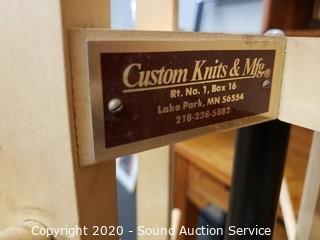 Custom Knits & Mfg®
Rt. No. 1, Box 16
Lake Park, MN 56554
218-238-5882
Copyright 2020 - Sound Auction Service